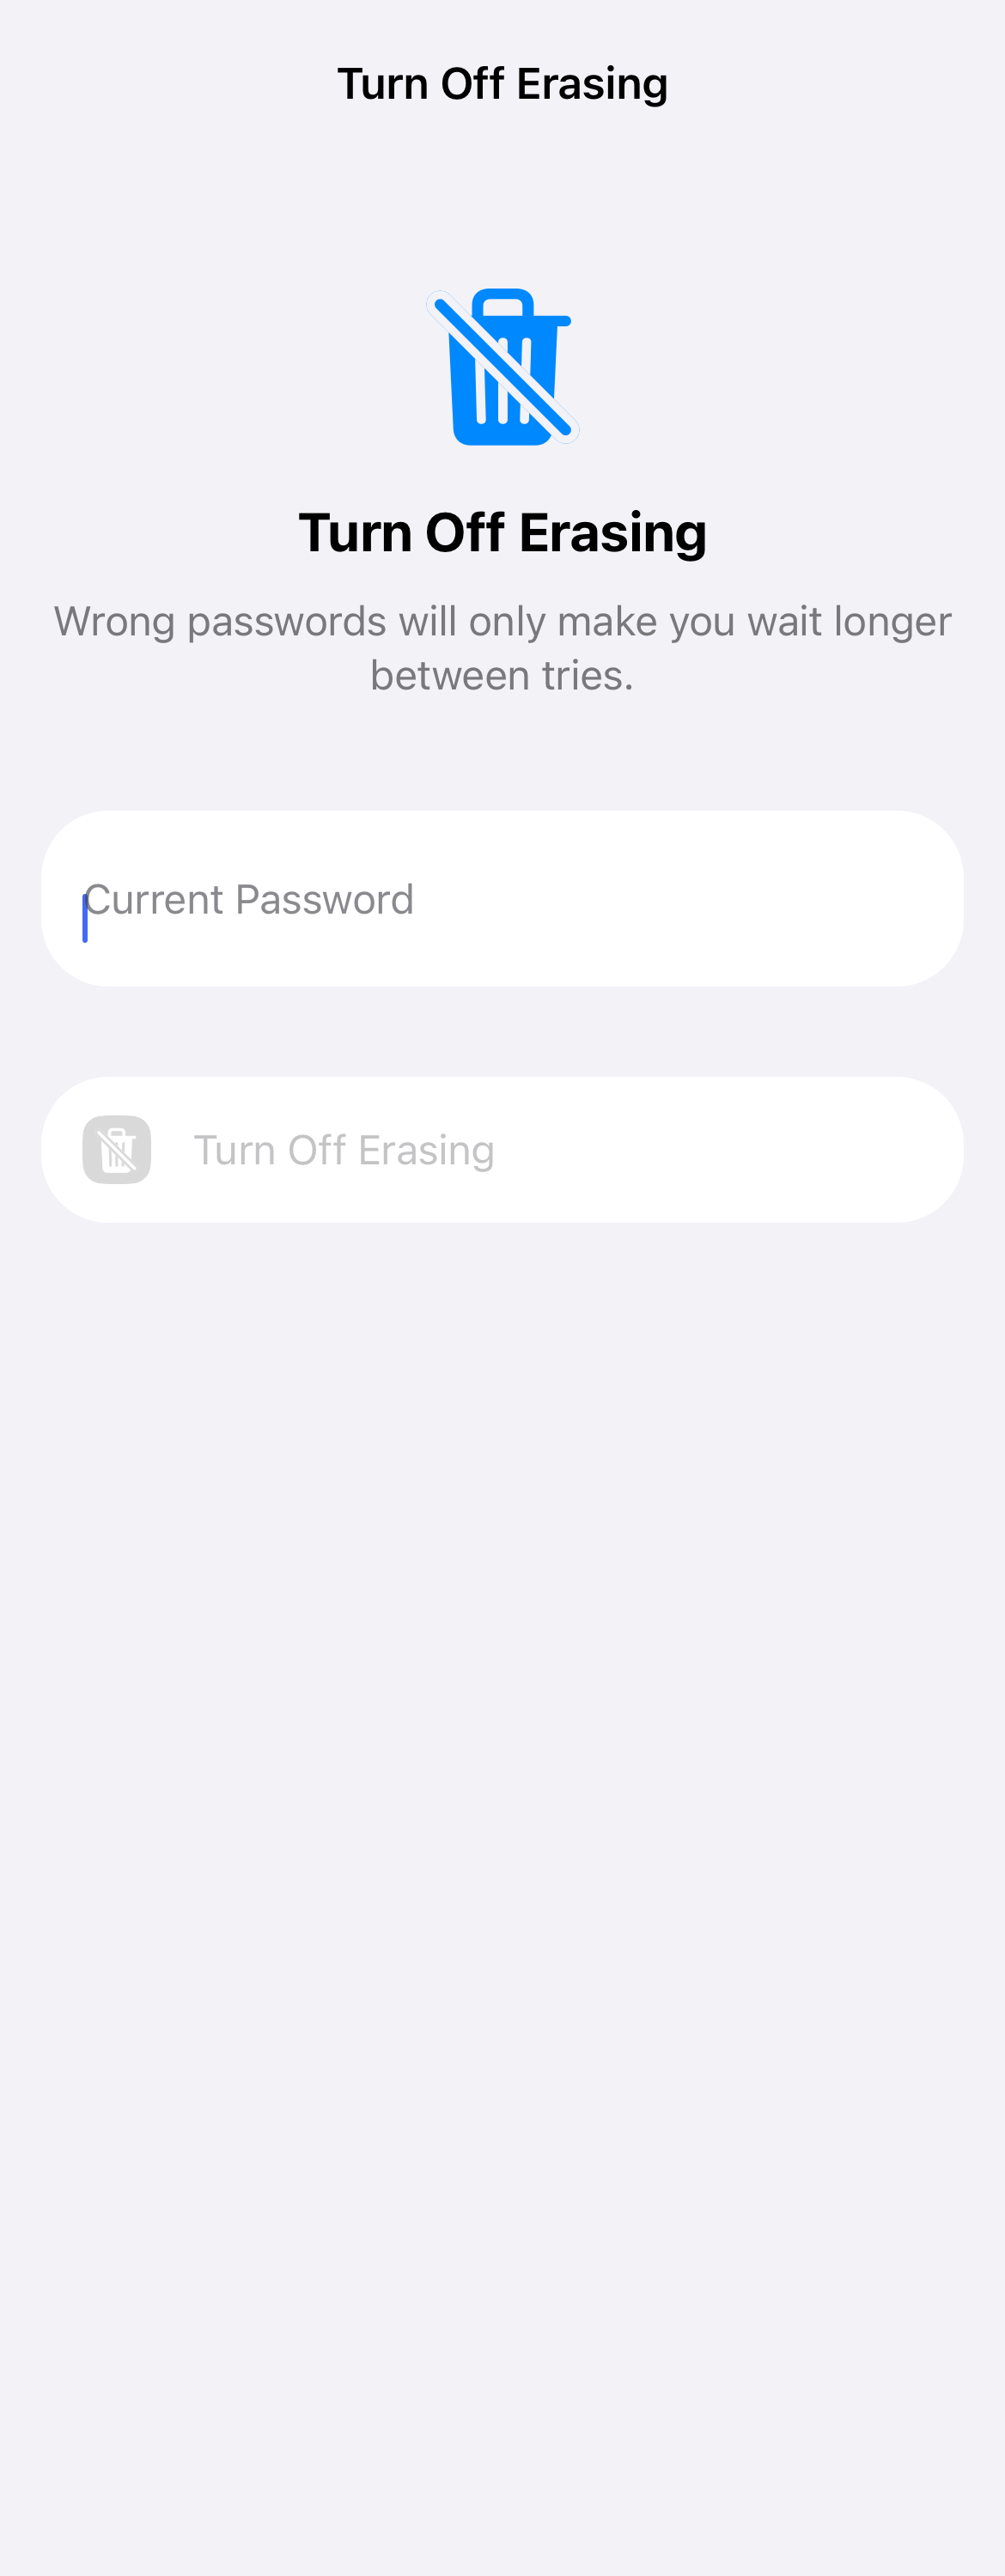 Turn Off Erasing
Turn Off Erasing
Wrong passwords will only make you wait longer
between tries.
Current Password
Turn Off Erasing